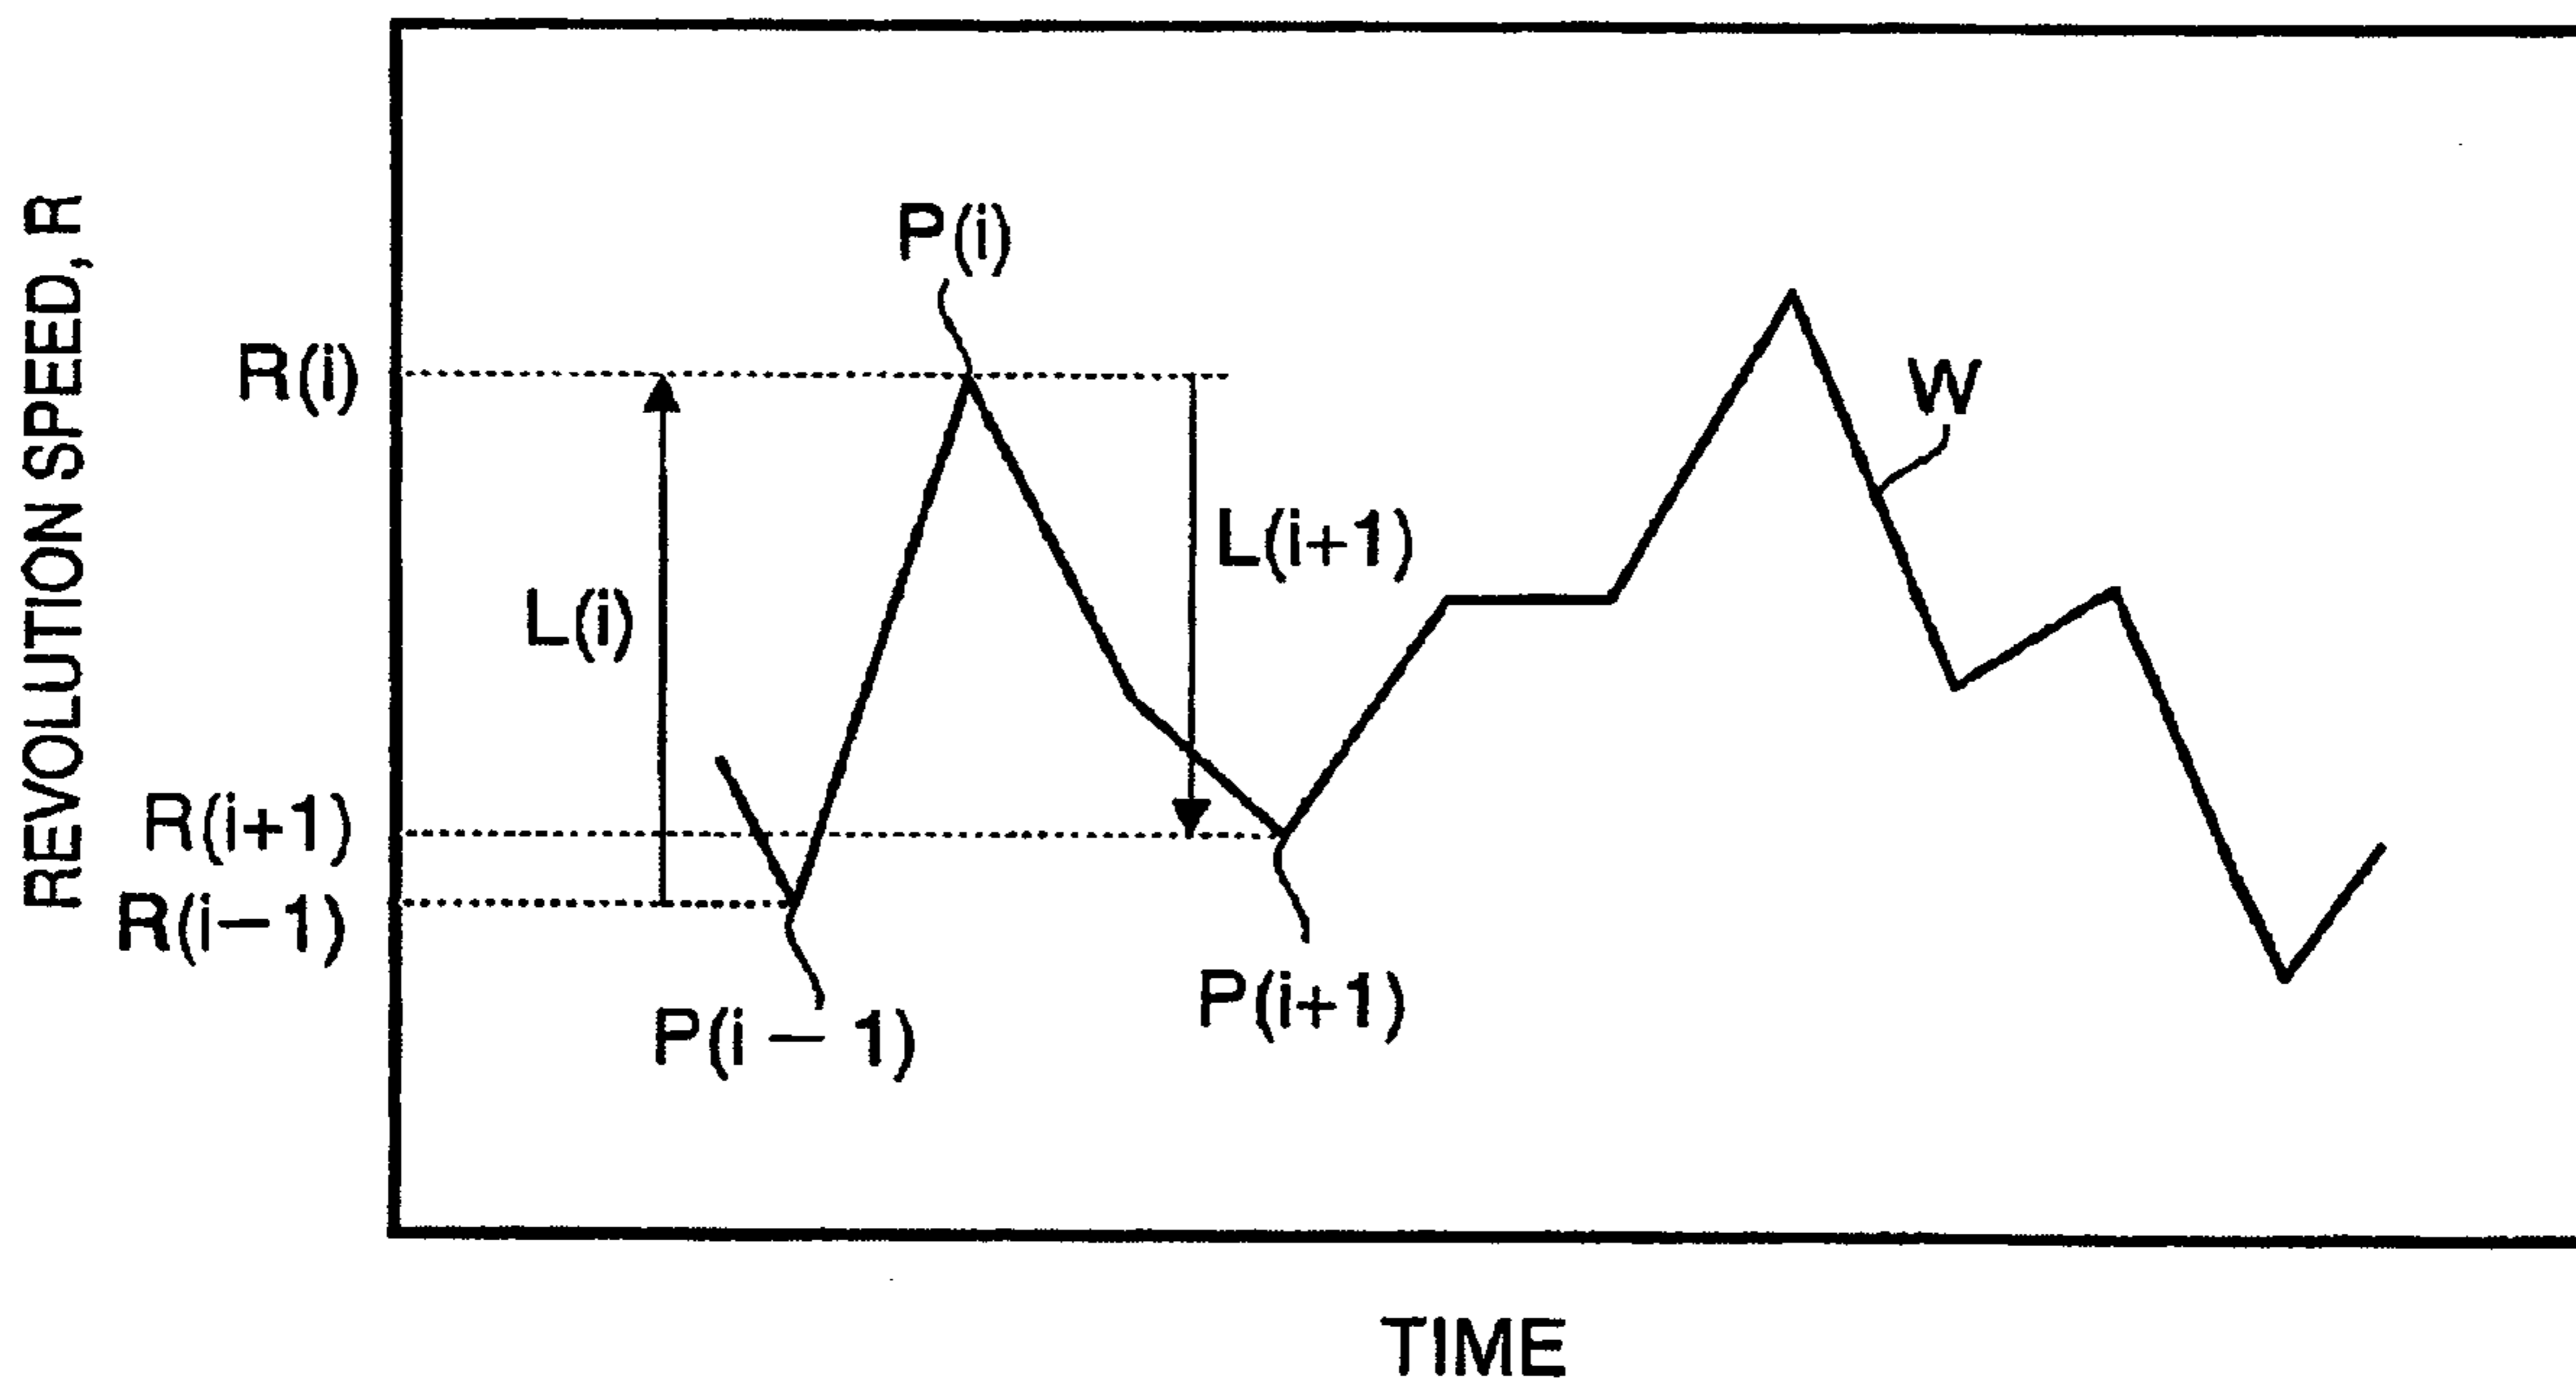 REVOLUTION SPEED, R
P(i)
R(i)
W
L(i+1)
L(i)
R(i+1)
R(i−1)
P(i+1)
P(i − 1)
TIME